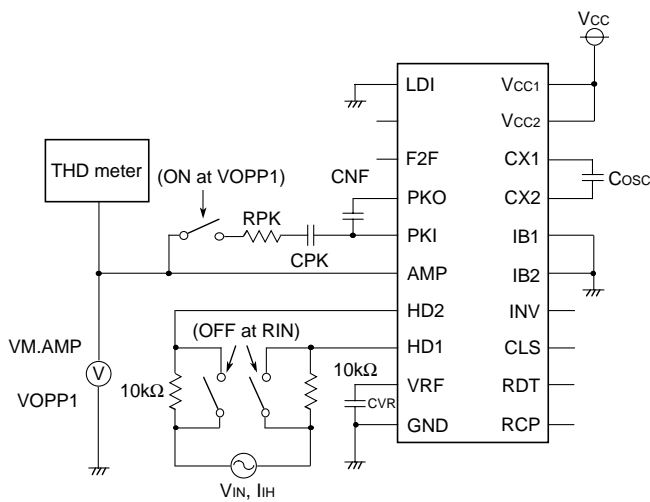 VCC
LDI VCC1
VCC2
THD meter
(ON at VOPP1)
CNF
F2F CX1
COSC
RPK
PKO CX2
CPK
PKI IB1
AMP IB2
HD2 INV
VM.AMP
(OFF at RIN)
HD1 CLS
V
10kΩ
10kΩ
VRF RDT
VOPP1
CVR
GND RCP
VIN, IIH